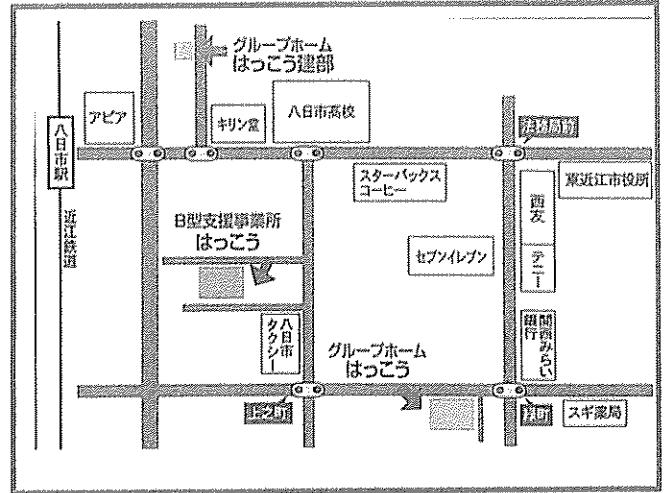 グループホーム
はっこう建部
アピア
キリン堂
八日市高校
法務局前
八日市駅
近江鉄道
スターバックス
コーヒー
東近江市役所
B型支援事業所
はっこう
セブンイレブン
西友
テニー
八日市
タクシー
グループホーム
はっこう
関西みらい
銀行
上之町
スギ薬局